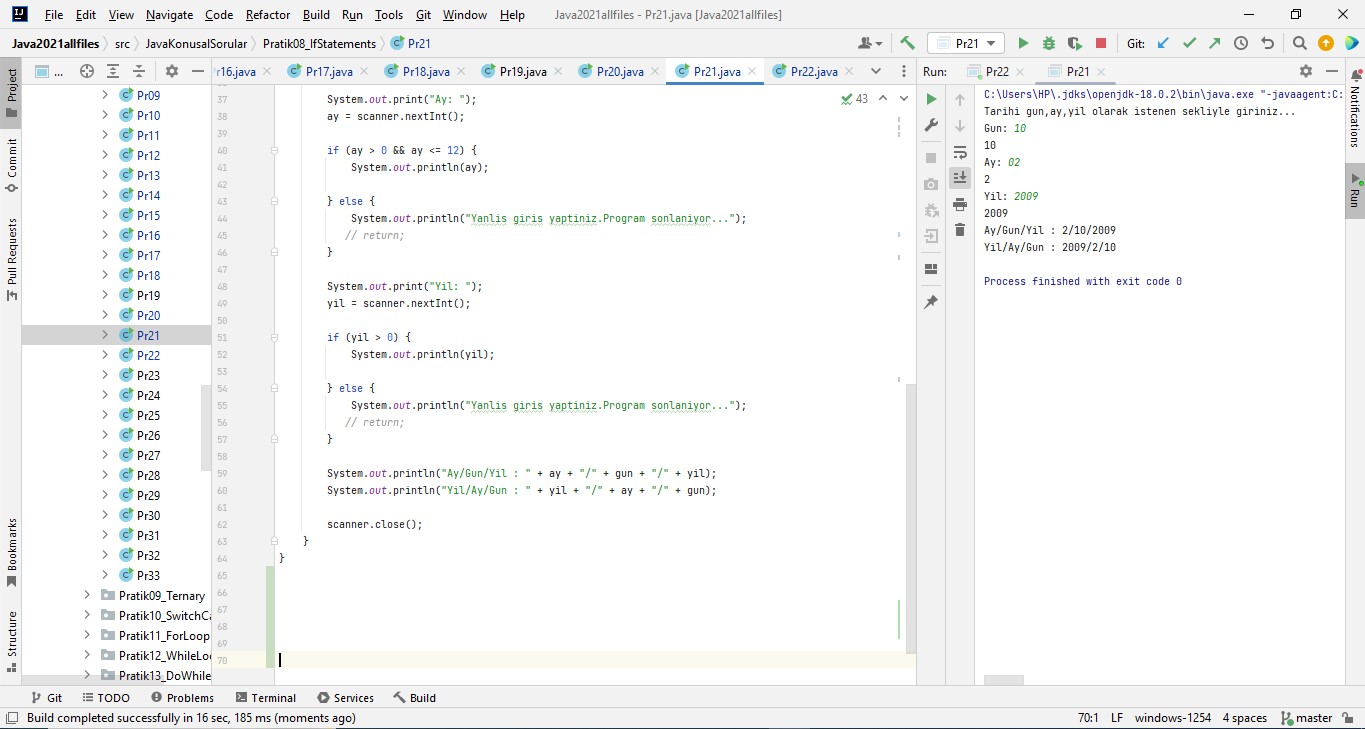 File Edit View Navigate Code Refactor Build Run Tools Git Window Help Java2021allfiles - Pr21.java [Java2021allfiles]
Java2021allfiles src JavaKonusalSorular Pratik08_IfStatements Pr21 Pr21 Git:
... r16.java Pr17.java Pr18.java Pr19.java Pr20.java Pr21.java Pr22.java Run: Pr22 Pr21
Project
Commit
Pull Requests
Bookmarks
Structure
Pr09
Pr10
Pr11
Pr12
Pr13
Pr14
Pr15
Pr16
Pr17
Pr18
Pr19
Pr20
Pr21
Pr22
Pr23
Pr24
Pr25
Pr26
Pr27
Pr28
Pr29
Pr30
Pr31
Pr32
Pr33
Pratik09_Ternary
Pratik10_SwitchCa
Pratik11_ForLoop
Pratik12_WhileLoo
Pratik13_DoWhile
43
37 System.out.print("Ay: ");
38 ay = scanner.nextInt();
39
40 if (ay > 0 && ay <= 12) {
41 System.out.println(ay);
42
43 } else {
44 System.out.println("Yanlis giris yaptiniz.Program sonlaniyor...");
45 // return;
46 }
47
48 System.out.print("Yil: ");
49 yil = scanner.nextInt();
50
51 if (yil > 0) {
52 System.out.println(yil);
53
54 } else {
55 System.out.println("Yanlis giris yaptiniz.Program sonlaniyor...");
56 // return;
57 }
58
59 System.out.println("Ay/Gun/Yil : " + ay + "/" + gun + "/" + yil);
60 System.out.println("Yil/Ay/Gun : " + yil + "/" + ay + "/" + gun);
61
62 scanner.close();
63 }
64 }
65
66
67
68
69
70
C:\Users\HP\.jdks\openjdk-18.0.2\bin\java.exe "-javaagent:C:
Tarihi gun,ay,yil olarak istenen sekliyle giriniz...
Gun: 10
10
Ay: 02
2
Yil: 2009
2009
Ay/Gun/Yil : 2/10/2009
Yil/Ay/Gun : 2009/2/10
Process finished with exit code 0
Notifications
Run
Git TODO Problems Terminal Services Build
Build completed successfully in 16 sec, 185 ms (moments ago) 70:1 LF windows-1254 4 spaces master